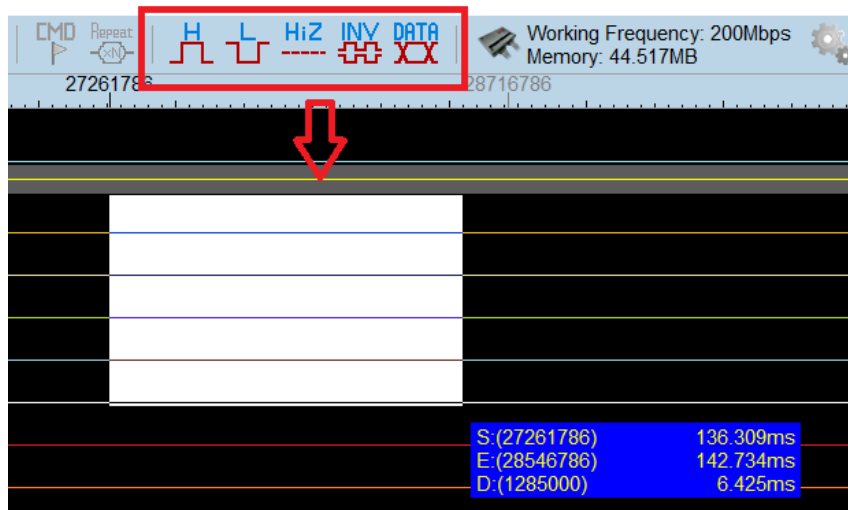 CMD Repeat H L HiZ INV DATA Working Frequency: 200Mbps
XN Memory: 44.517MB
27261786 28716786
S:(27261786) 136.309ms
E:(28546786) 142.734ms
D:(1285000) 6.425ms